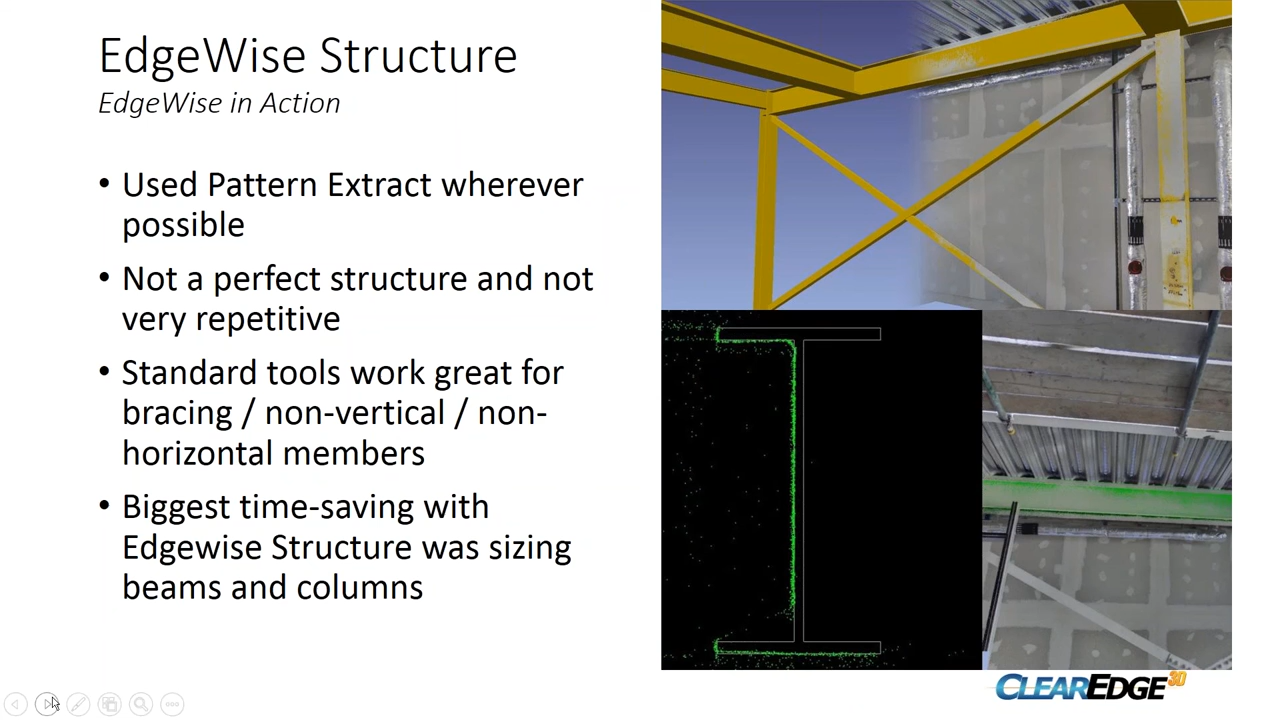 EdgeWise Structure
EdgeWise in Action
• Used Pattern Extract wherever
possible
• Not a perfect structure and not
very repetitive
• Standard tools work great for
bracing / non-vertical / non-
horizontal members
• Biggest time-saving with
Edgewise Structure was sizing
beams and columns
CLEAREDGE3D